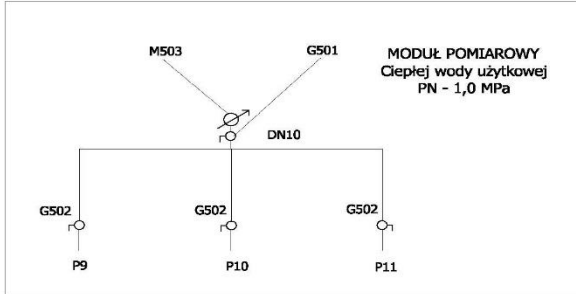 M503
G501
MODUŁ POMIAROWY
Ciepłej wody użytkowej
PN - 1,0 MPa
DN10
G502
G502
G502
P9
P10
P11